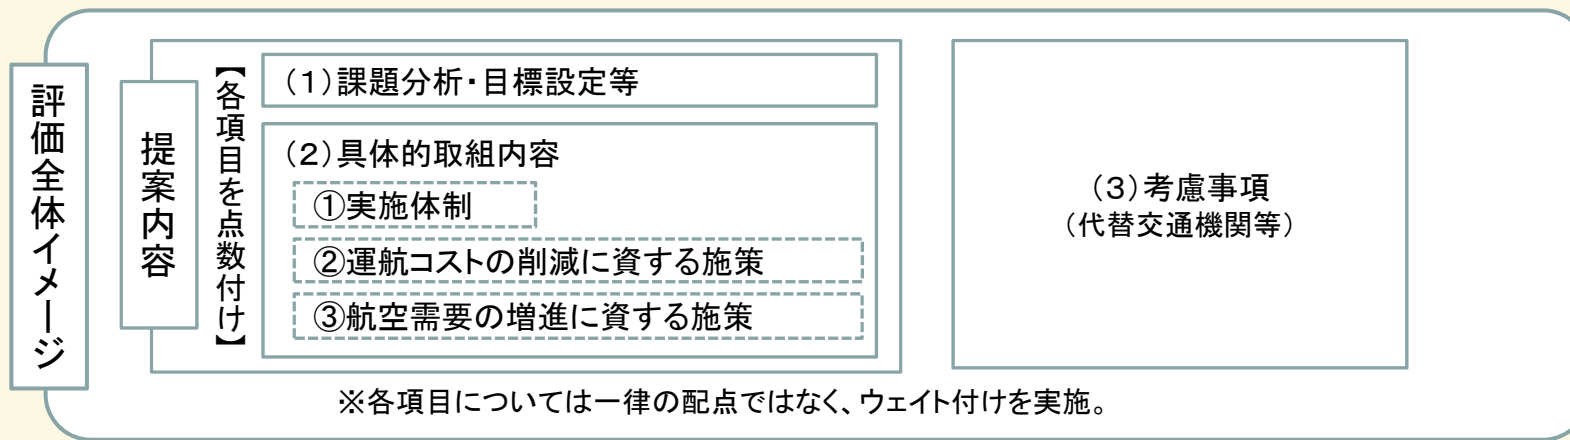 評価全体イメージ
提案内容
【各項目を点数付け】
(1)課題分析・目標設定等
(2)具体的取組内容
①実施体制
②運航コストの削減に資する施策
③航空需要の増進に資する施策
(3)考慮事項
(代替交通機関等)
※各項目については一律の配点ではなく、ウェイト付けを実施。